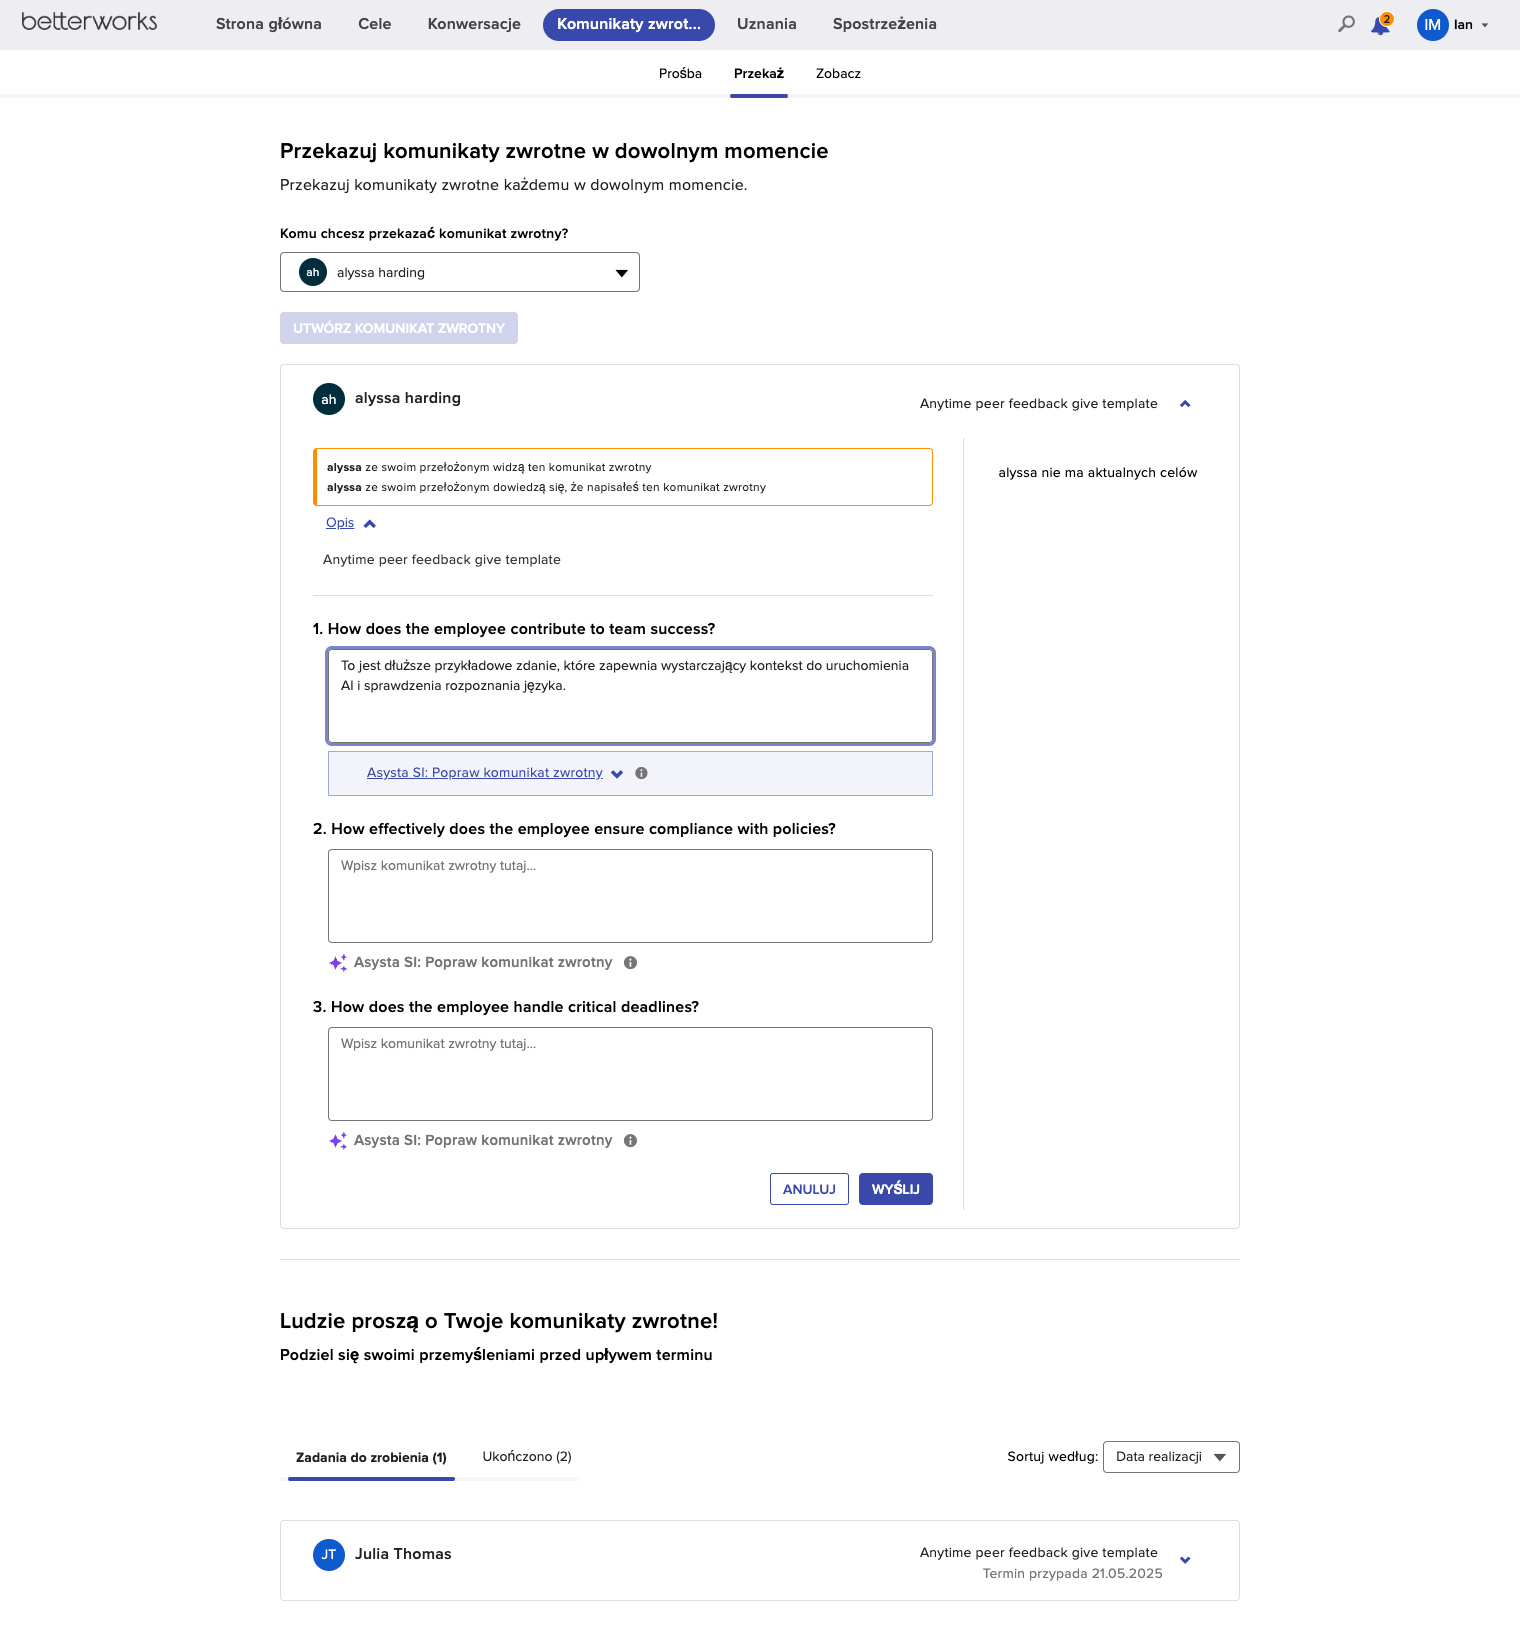 betterworks
Strona główna
Cele
Konwersacje
Komunikaty zwrot...
Uznania
Spostrzeżenia
2
IM
Ian
Prośba
Przekaż
Zobacz
Przekazuj komunikaty zwrotne w dowolnym momencie
Przekazuj komunikaty zwrotne każdemu w dowolnym momencie.
Komu chcesz przekazać komunikat zwrotny?
ah
alyssa harding
UTWÓRZ KOMUNIKAT ZWROTNY
ah
alyssa harding
Anytime peer feedback give template
alyssa ze swoim przełożonym widzą ten komunikat zwrotny
alyssa ze swoim przełożonym dowiedzą się, że napisałeś ten komunikat zwrotny
alyssa nie ma aktualnych celów
Opis
Anytime peer feedback give template
1. How does the employee contribute to team success?
To jest dłuższe przykładowe zdanie, które zapewnia wystarczający kontekst do uruchomienia
AI i sprawdzenia rozpoznania języka.
Asysta SI: Popraw komunikat zwrotny
2. How effectively does the employee ensure compliance with policies?
Wpisz komunikat zwrotny tutaj...
Asysta SI: Popraw komunikat zwrotny
3. How does the employee handle critical deadlines?
Wpisz komunikat zwrotny tutaj...
Asysta SI: Popraw komunikat zwrotny
ANULUJ
WYŚLIJ
Ludzie proszą o Twoje komunikaty zwrotne!
Podziel się swoimi przemyśleniami przed upływem terminu
Zadania do zrobienia (1)
Ukończono (2)
Sortuj według:
Data realizacji
JT
Julia Thomas
Anytime peer feedback give template
Termin przypada 21.05.2025